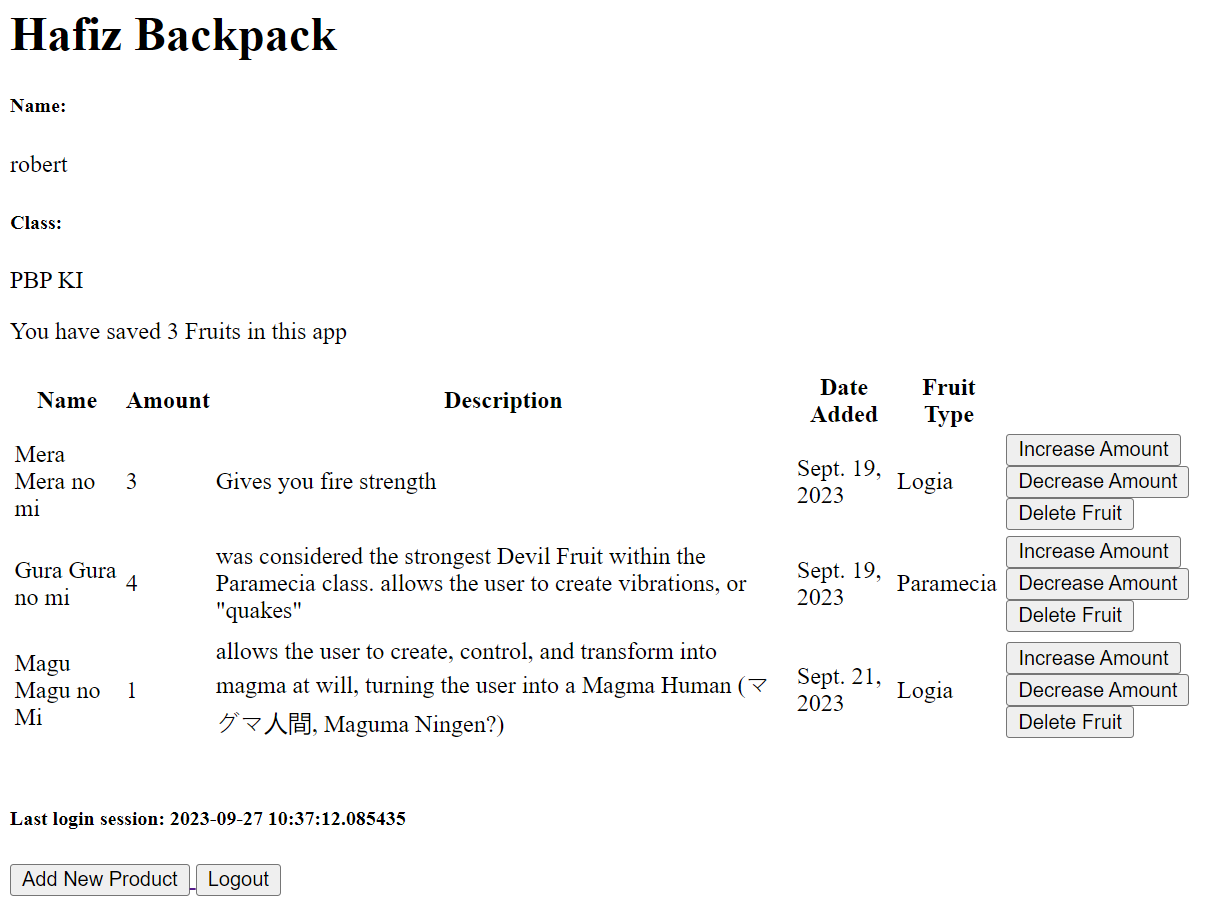 Hafiz Backpack
Name:
robert
Class:
PBP KI
You have saved 3 Fruits in this app
Name Amount Description Date Added Fruit Type
Mera Mera no mi 3 Gives you fire strength Sept. 19, 2023 Logia
Increase Amount
Decrease Amount
Delete Fruit
Gura Gura no mi 4 was considered the strongest Devil Fruit within the
Paramecia class. allows the user to create vibrations, or
"quakes" Sept. 19, 2023 Paramecia
Increase Amount
Decrease Amount
Delete Fruit
Magu Magu no Mi 1 allows the user to create, control, and transform into
magma at will, turning the user into a Magma Human (マ
グマ人間, Maguma Ningen?) Sept. 21, 2023 Logia
Increase Amount
Decrease Amount
Delete Fruit
Last login session: 2023-09-27 10:37:12.085435
Add New Product Logout